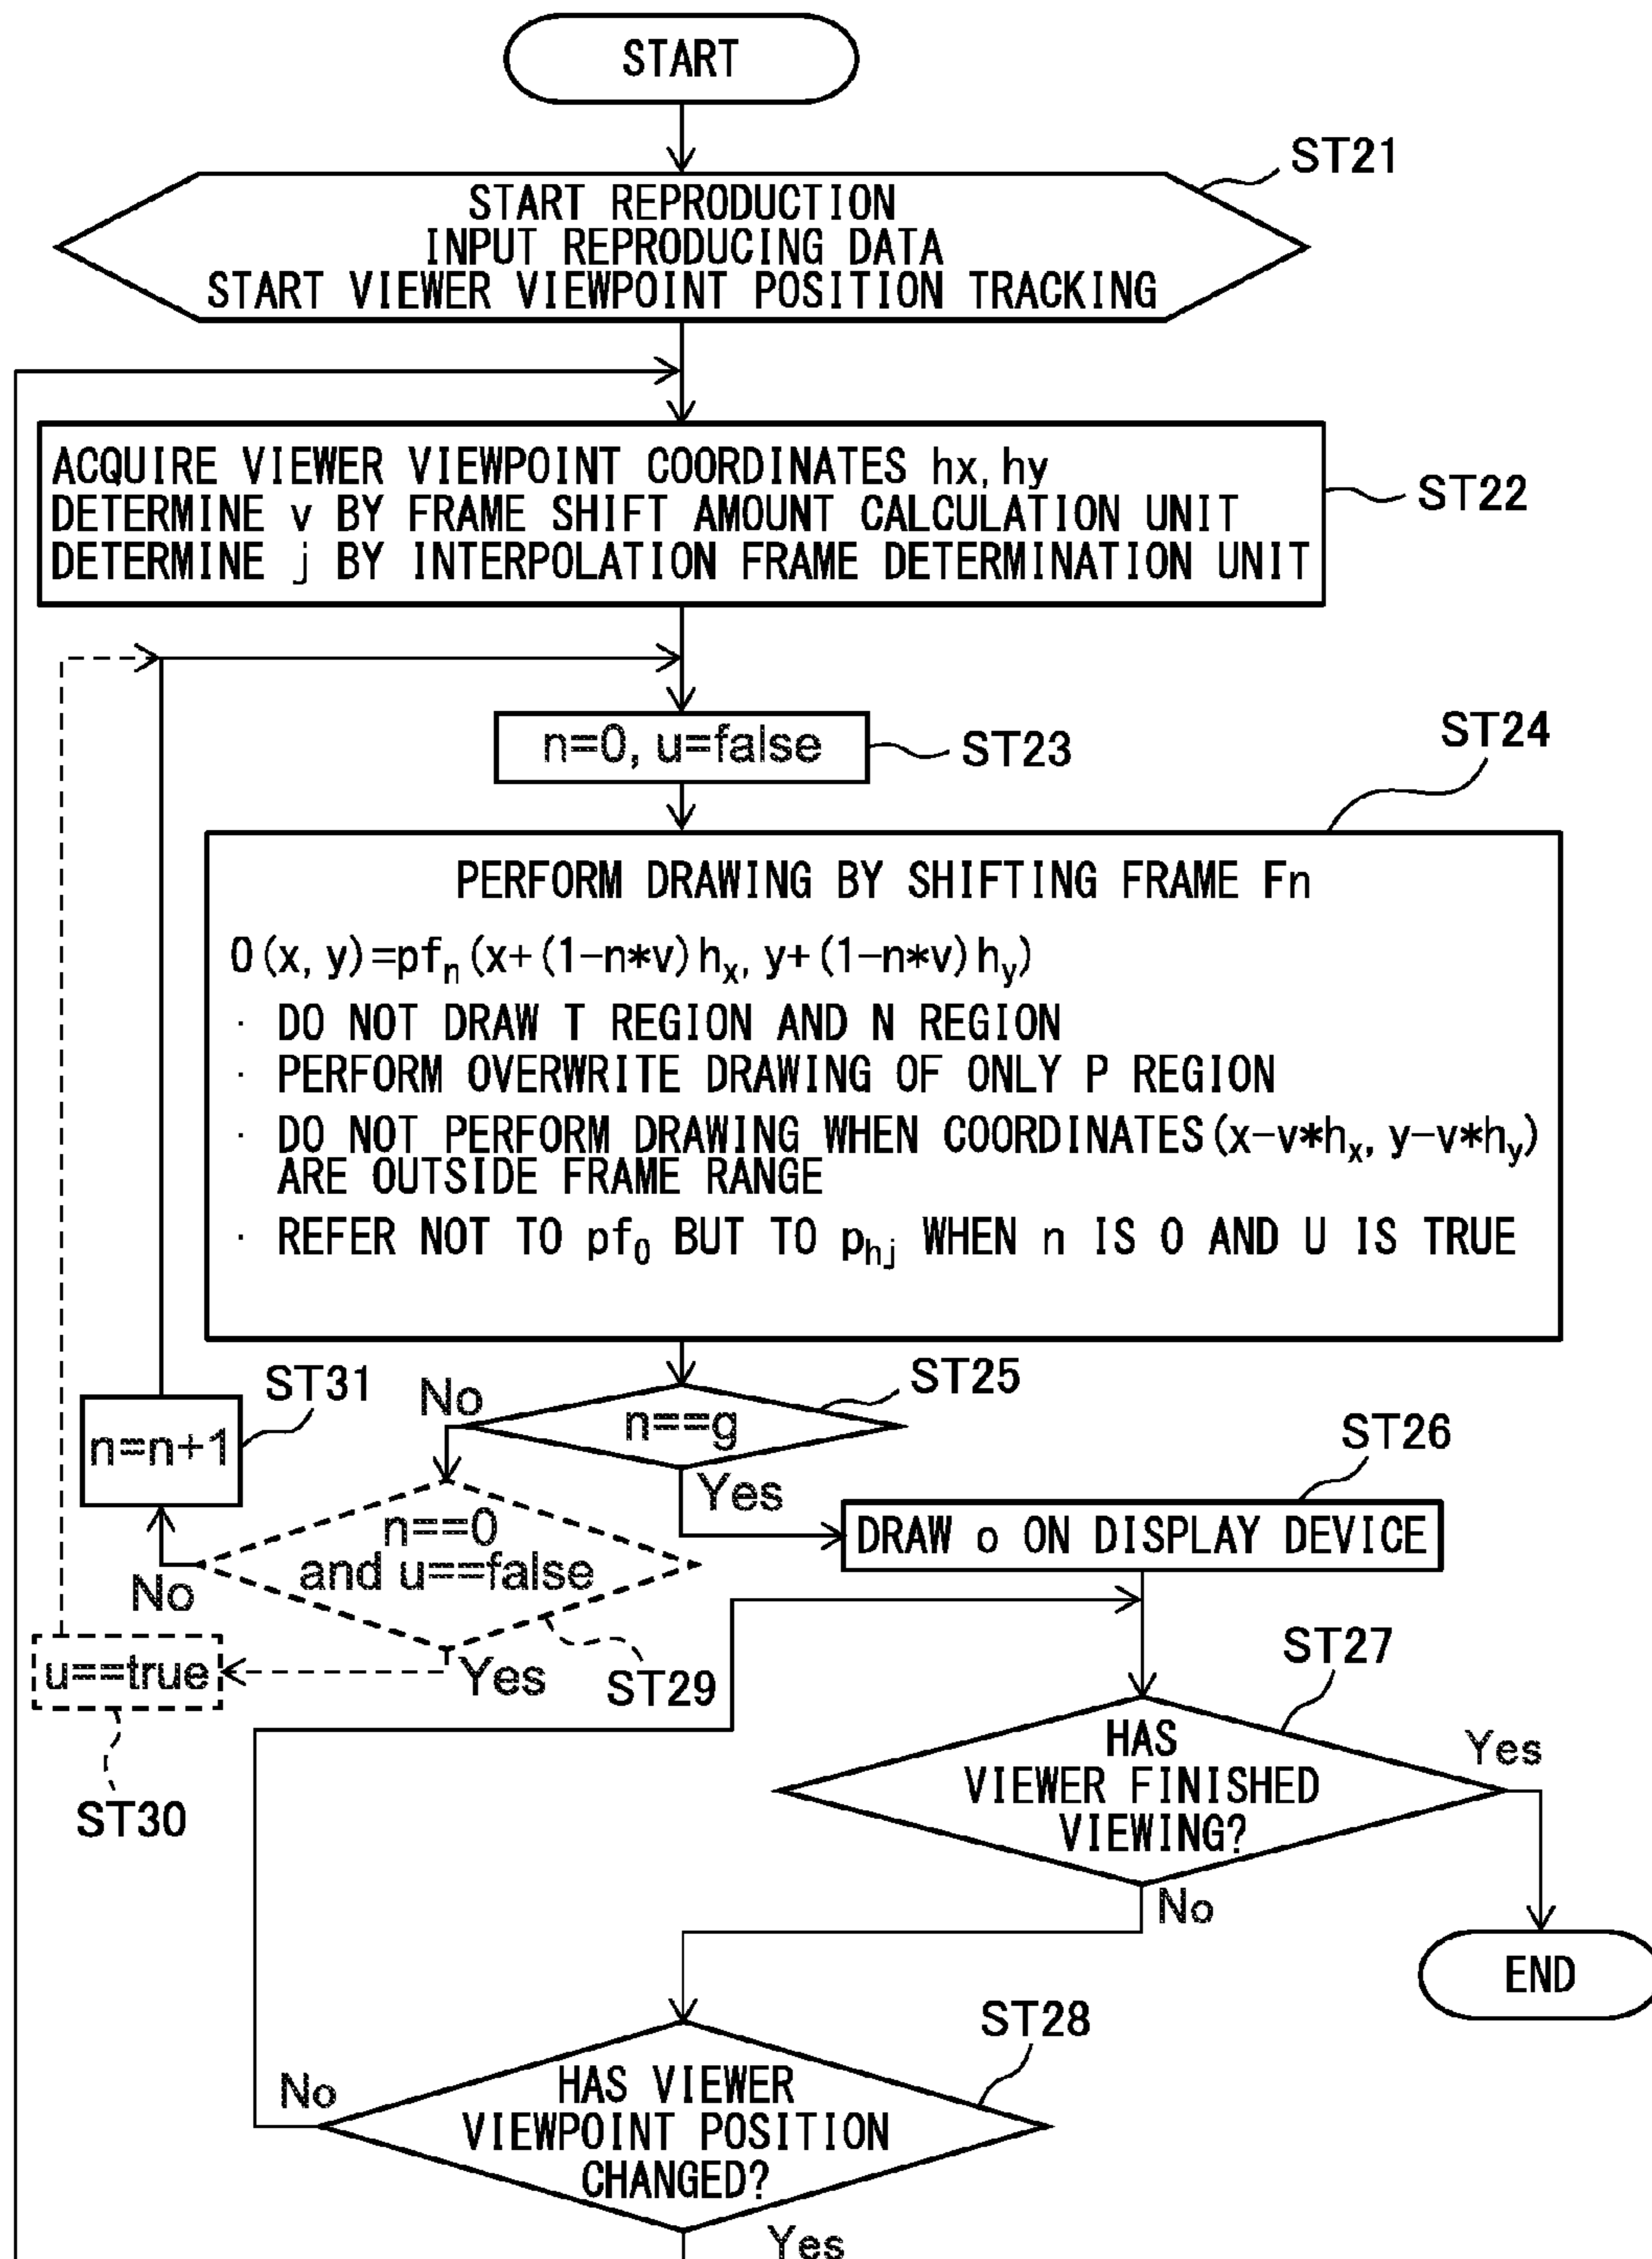 START
ST21
START REPRODUCTION
INPUT REPRODUCING DATA
START VIEWER VIEWPOINT POSITION TRACKING
ACQUIRE VIEWER VIEWPOINT COORDINATES hx, hy
DETERMINE v BY FRAME SHIFT AMOUNT CALCULATION UNIT
DETERMINE j BY INTERPOLATION FRAME DETERMINATION UNIT
ST22
n=0, u=false
ST23
ST24
PERFORM DRAWING BY SHIFTING FRAME Fn
O(x, y)=pfn(x+(1-n*v)hx, y+(1-n*v)hy)
· DO NOT DRAW T REGION AND N REGION
· PERFORM OVERWRITE DRAWING OF ONLY P REGION
· DO NOT PERFORM DRAWING WHEN COORDINATES(x-v*hx, y-v*hy)
ARE OUTSIDE FRAME RANGE
· REFER NOT TO pf0 BUT TO phj WHEN n IS 0 AND U IS TRUE
ST25
n==g
No
Yes
ST31
n=n+1
ST26
DRAW o ON DISPLAY DEVICE
n==0
and u==false
No
Yes
ST29
u==true
ST30
ST27
HAS
VIEWER FINISHED
VIEWING?
Yes
No
END
ST28
HAS VIEWER
VIEWPOINT POSITION
CHANGED?
No
Yes